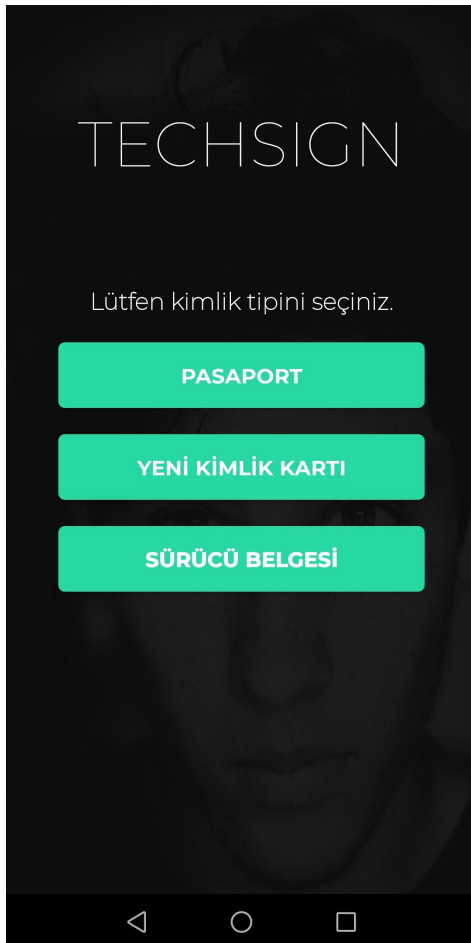 TECHSIGN
Lütfen kimlik tipini seçiniz.
PASAPORT
YENİ KİMLİK KARTI
SÜRÜCÜ BELGESİ